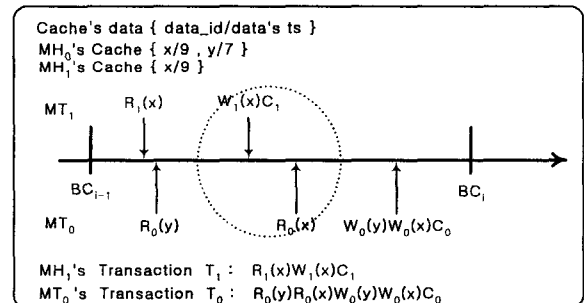 Cache's data { data_id/data's ts }
MH₀'s Cache { x/9 , y/7 }
MH₁'s Cache { x/9 }
R₁(x) W₁(x)C₁
MT₁
BCᵢ₋₁ BCᵢ
MT₀ R₀(y) R₀(x) W₀(y)W₀(x)C₀
MH₁'s Transaction T₁ : R₁(x)W₁(x)C₁
MT₀'s Transaction T₀ : R₀(y)R₀(x)W₀(y)W₀(x)C₀